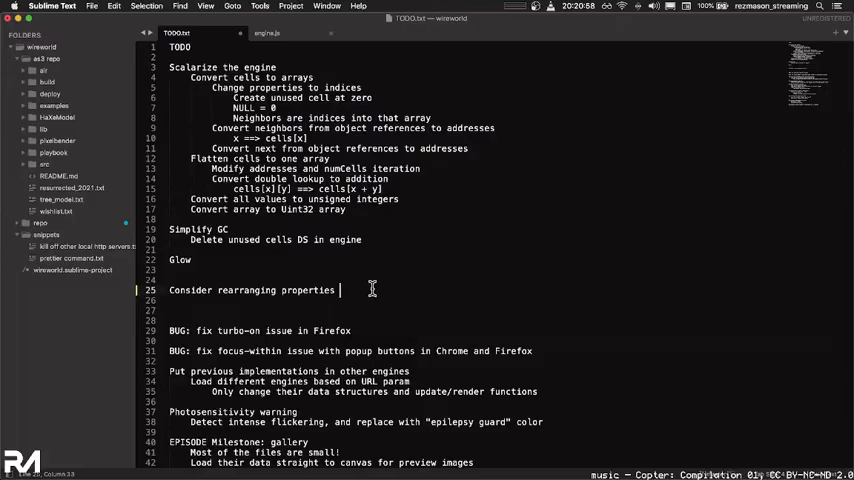 Sublime Text File Edit Selection Find View Goto Tools Project Window Help 100% 20:20:58 rezmason_streaming
TODO.txt — wireworld UNREGISTERED
FOLDERS
TODO.txt engine.js
wireworld
as3 repo
air
build
deploy
examples
HaXeModel
lib
pixelbender
playbook
src
README.md
resurrected_2021.txt
tree_model.txt
wishlist.txt
repo
snippets
kill off other local http servers.t
prettier command.txt
wireworld.sublime-project
1 TODO
2
3 Scalarize the engine
4 Convert cells to arrays
5 Change properties to indices
6 Create unused cell at zero
7 NULL = 0
8 Neighbors are indices into that array
9 Convert neighbors from object references to addresses
10 x ==> cells[x]
11 Convert next from object references to addresses
12 Flatten cells to one array
13 Modify addresses and numCells iteration
14 Convert double lookup to addition
15 cells[x][y] ==> cells[x + y]
16 Convert all values to unsigned integers
17 Convert array to Uint32 array
18
19 Simplify GC
20 Delete unused cells DS in engine
21
22 Glow
23
24
25 Consider rearranging properties
26
27
28
29 BUG: fix turbo-on issue in Firefox
30
31 BUG: fix focus-within issue with popup buttons in Chrome and Firefox
32
33 Put previous implementations in other engines
34 Load different engines based on URL param
35 Only change their data structures and update/render functions
36
37 Photosensitivity warning
38 Detect intense flickering, and replace with "epilepsy guard" color
39
40 EPISODE Milestone: gallery
41 Most of the files are small!
42 Load their data straight to canvas for preview images
RM
Line 25, Column 33
music - Copter: Compilation 01, CC BY-NC-ND 2.0